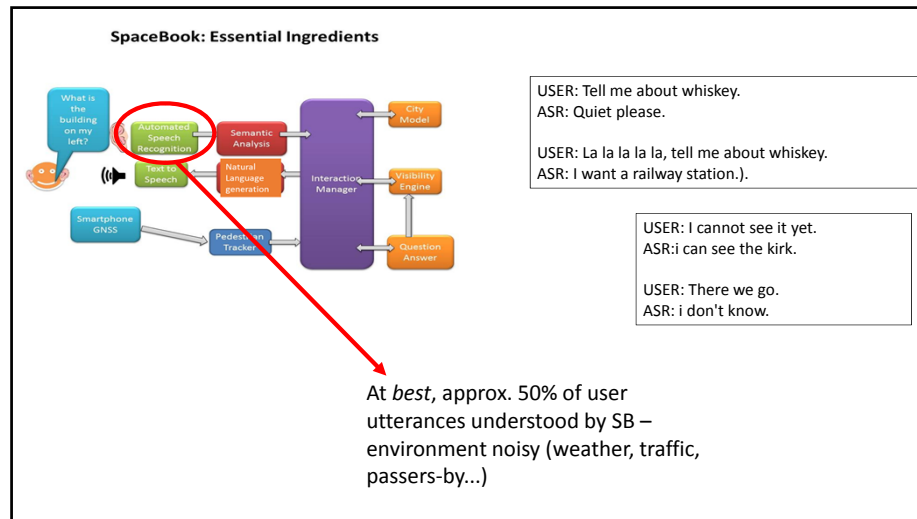 SpaceBook: Essential Ingredients
What is
the
building
on my
left?
Automated
Speech
Recognition
Semantic
Analysis
Text to
Speech
Natural
Language
generation
Interaction
Manager
City
Model
Visibility
Engine
Question
Answer
Smartphone
GNSS
Pedestrian
Tracker
USER: Tell me about whiskey.
ASR: Quiet please.
USER: La la la la la, tell me about whiskey.
ASR: I want a railway station.).
USER: I cannot see it yet.
ASR:i can see the kirk.
USER: There we go.
ASR: i don't know.
At best, approx. 50% of user
utterances understood by SB –
environment noisy (weather, traffic,
passers-by...)